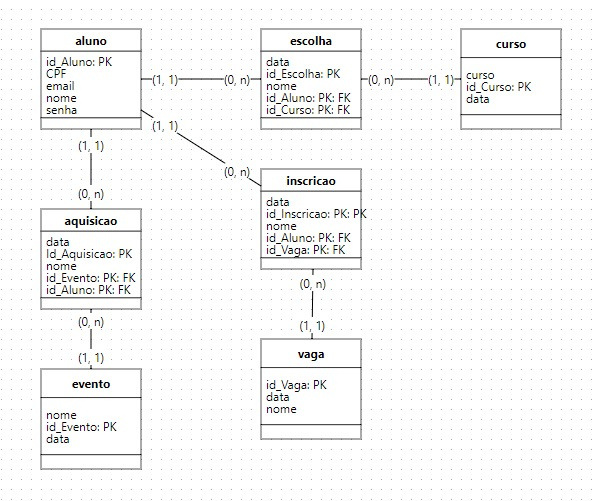 aluno
id_Aluno: PK
CPF
email
nome
senha
(1, 1)
(0, n)
escolha
data
id_Escolha: PK
nome
id_Aluno: PK: FK
id_Curso: PK: FK
(0, n)
(1, 1)
curso
curso
id_Curso: PK
data
(1, 1)
(0, n)
inscricao
data
id_Inscricao: PK: PK
nome
id_Aluno: PK: FK
id_Vaga: PK: FK
(1, 1)
(0, n)
aquisicao
data
Id_Aquisicao: PK
nome
id_Evento: PK: FK
id_Aluno: PK: FK
(0, n)
(1, 1)
vaga
id_Vaga: PK
data
nome
(0, n)
(1, 1)
evento
nome
id_Evento: PK
data